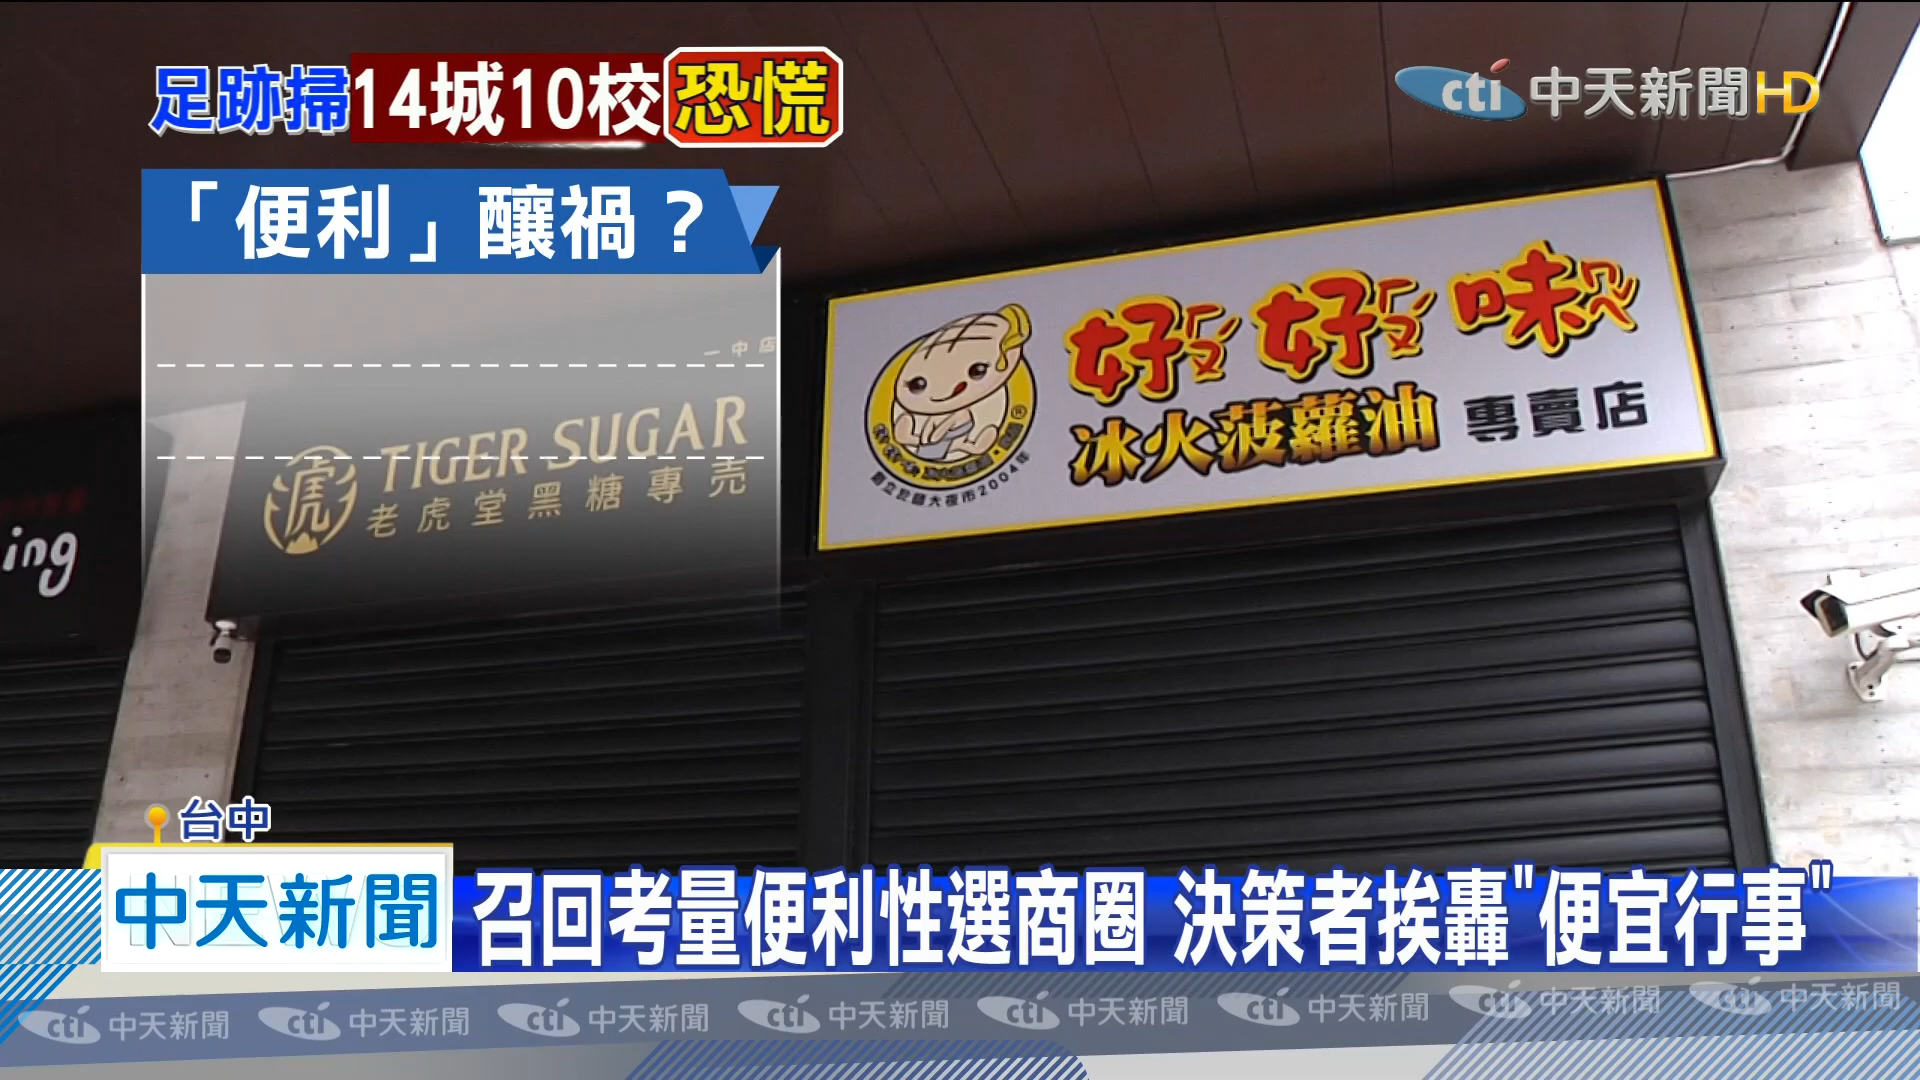 足跡掃14城10校恐慌
cti 中天新聞HD
「便利」釀禍？
一中店
TIGER SUGAR
老虎堂黑糖專売
虎
ing
好好味
冰火菠蘿油 專賣店
台中
中天新聞
召回考量便利性選商圈 決策者挨轟"便宜行事"
cti 中天新聞 cti 中天新聞 cti 中天新聞 cti 中天新聞 cti 中天新聞 cti 中天新聞 cti 中天新聞 cti 中天新聞